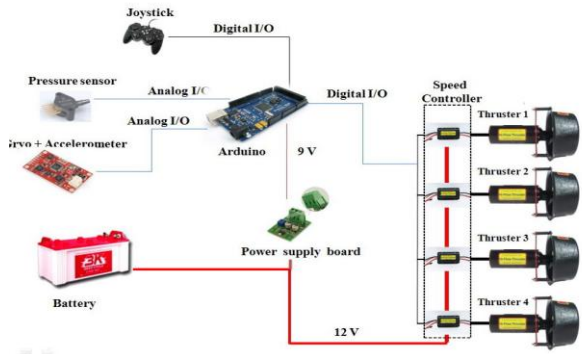 Joystick
Digital I/O
Pressure sensor
Analog I/O
Analog I/O
Digital I/O
Speed
Controller
Thruster 1
Grvo + Accelerometer
Arduino
9 V
Thruster 2
Power supply board
Thruster 3
Battery
Thruster 4
12 V